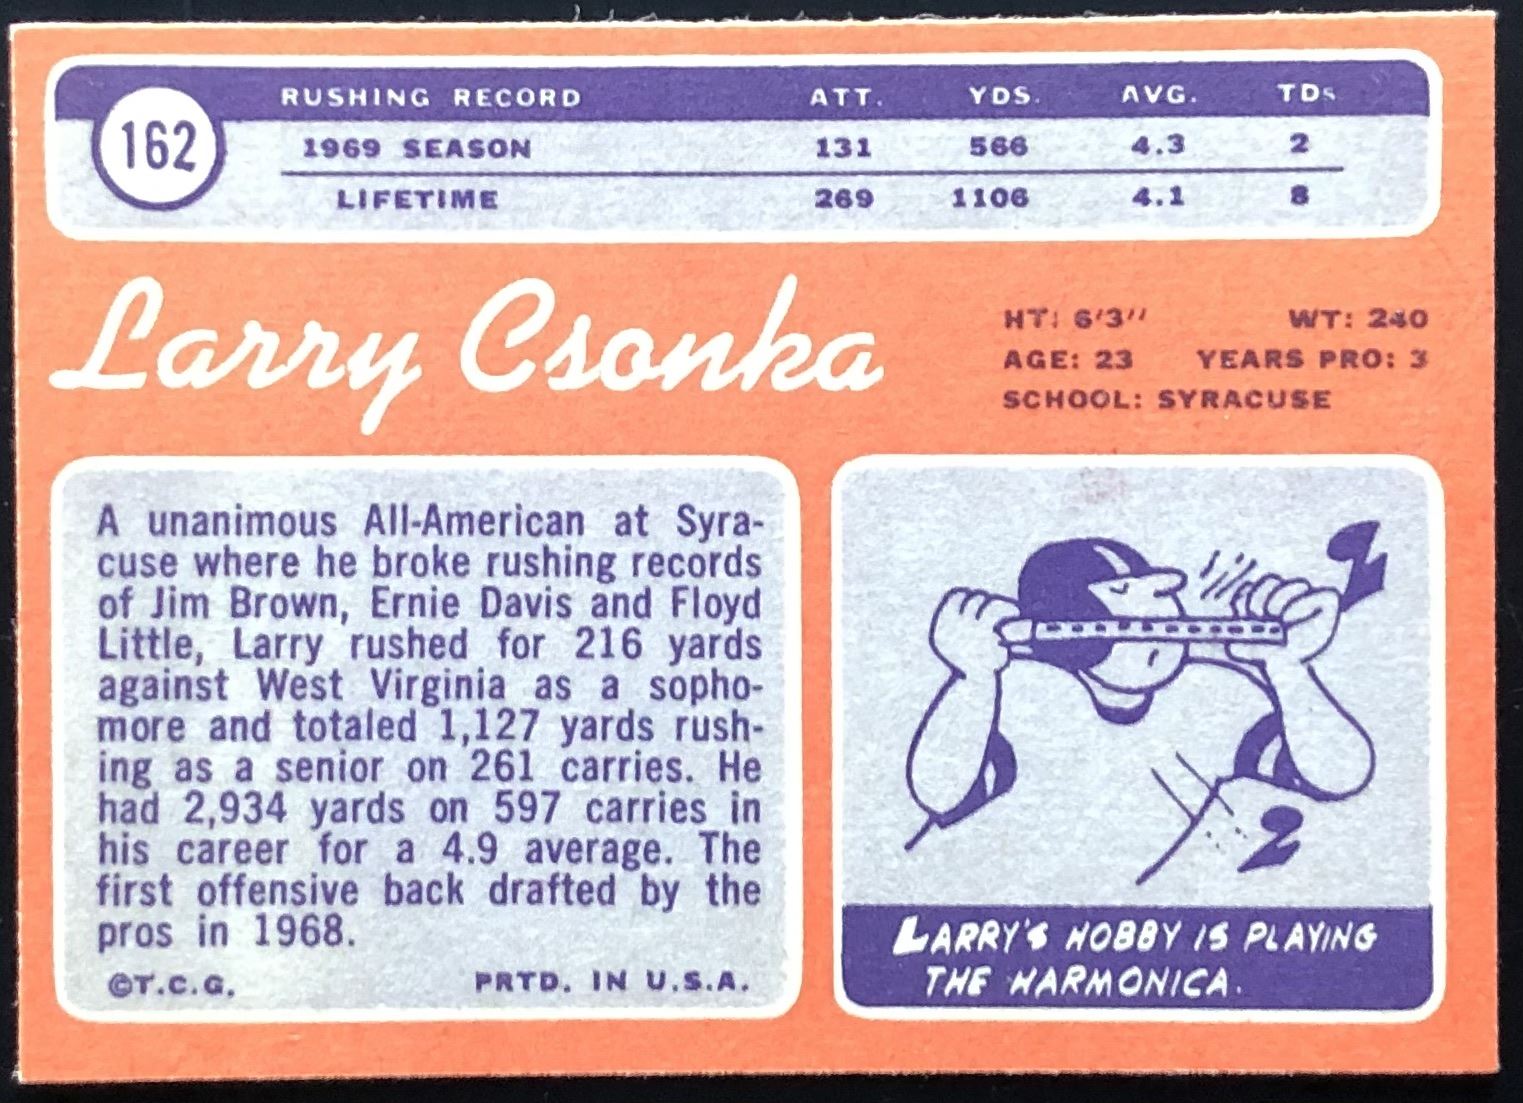 162
RUSHING RECORD ATT. YDS. AVG. TDs
1969 SEASON 131 566 4.3 2
LIFETIME 269 1106 4.1 8
Larry Csonka
HT: 6'3" WT: 240
AGE: 23 YEARS PRO: 3
SCHOOL: SYRACUSE
A unanimous All-American at Syra-
cuse where he broke rushing records
of Jim Brown, Ernie Davis and Floyd
Little, Larry rushed for 216 yards
against West Virginia as a sopho-
more and totaled 1,127 yards rush-
ing as a senior on 261 carries. He
had 2,934 yards on 597 carries in
his career for a 4.9 average. The
first offensive back drafted by the
pros in 1968.
©T.C.G. PRTD. IN U.S.A.
LARRY'S HOBBY IS PLAYING
THE HARMONICA.